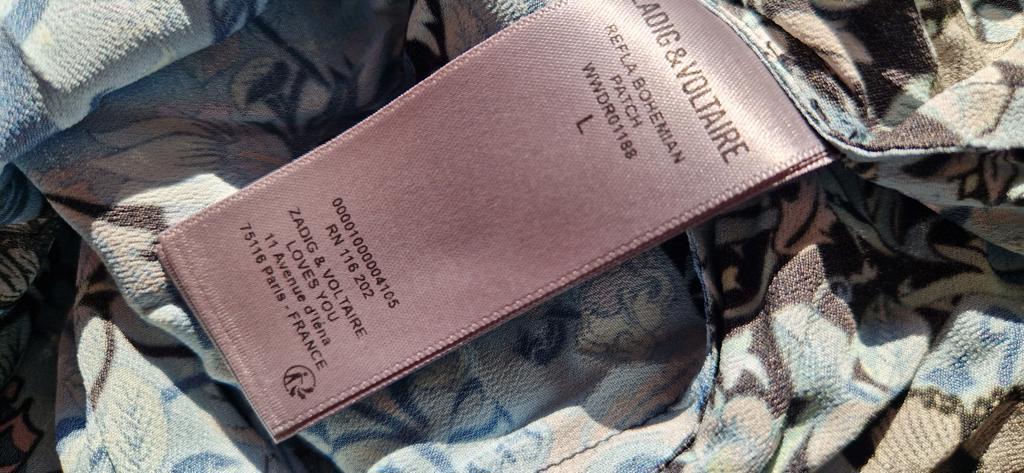 ZADIG & VOLTAIRE
REFLA BOHEMIAN
PATCH
WWDR01188
L
0000100004105
RN 116 202
ZADIG & VOLTAIRE
LOVES YOU
11 Avenue d'Iéna
75116 Paris - FRANCE